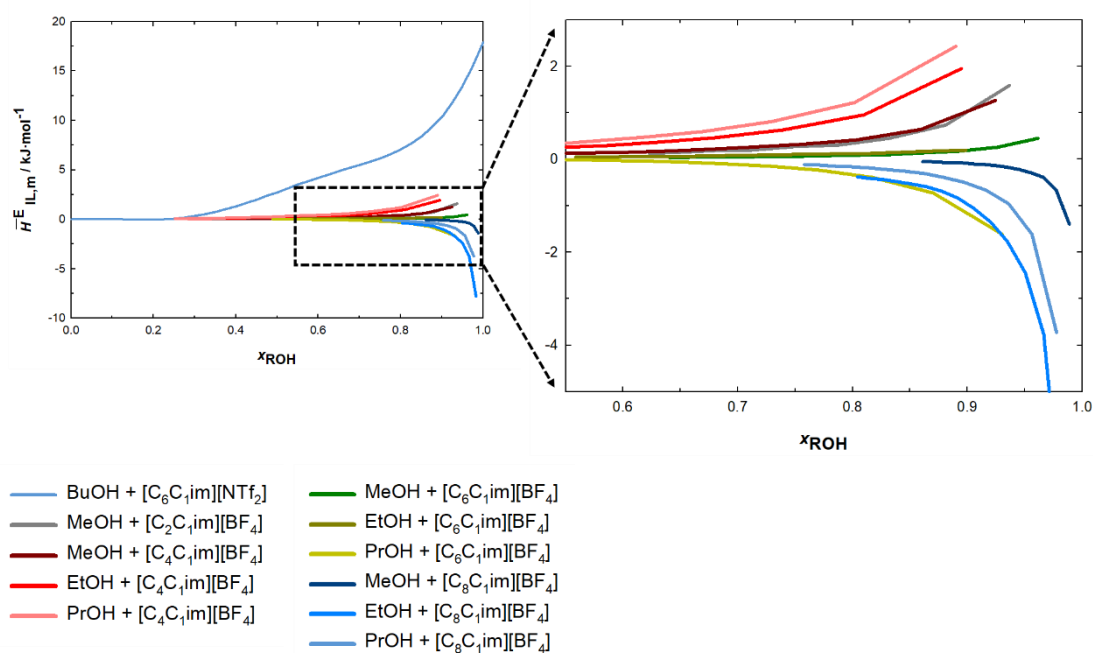 20
15
10
5
0
-5
-10
H̅ᴱ IL,m / kJ·mol⁻¹
0.0 0.2 0.4 0.6 0.8 1.0
xROH
2
0
-2
-4
0.6 0.7 0.8 0.9 1.0
xROH
BuOH + [C₆C₁im][NTf₂]
MeOH + [C₂C₁im][BF₄]
MeOH + [C₄C₁im][BF₄]
EtOH + [C₄C₁im][BF₄]
PrOH + [C₄C₁im][BF₄]
MeOH + [C₆C₁im][BF₄]
EtOH + [C₆C₁im][BF₄]
PrOH + [C₆C₁im][BF₄]
MeOH + [C₈C₁im][BF₄]
EtOH + [C₈C₁im][BF₄]
PrOH + [C₈C₁im][BF₄]